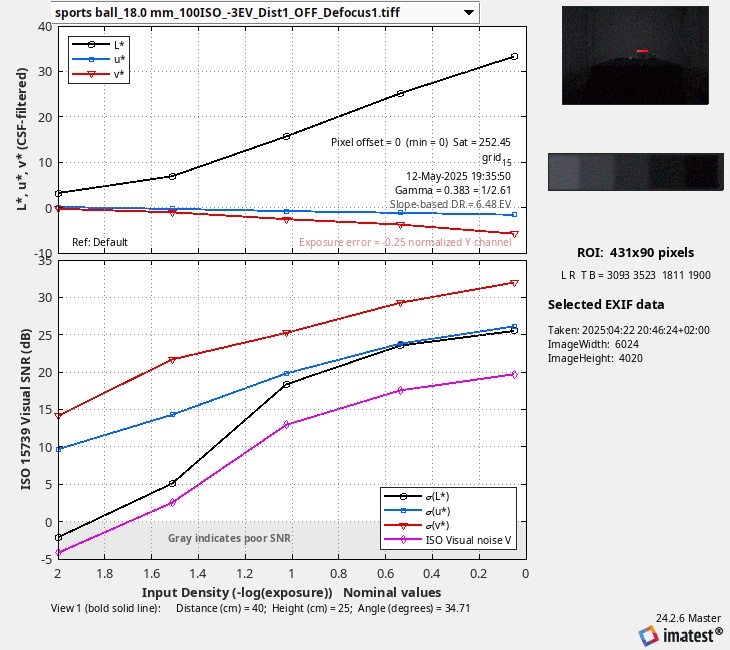 sports ball_18.0 mm_100ISO_-3EV_Dist1_OFF_Defocus1.tiff
L*, u*, v* (CSF-filtered)
40
30
20
10
0
-10
L*
u*
v*
Pixel offset = 0 (min = 0) Sat = 252.45
grid15
12-May-2025 19:35:50
Gamma = 0.383 = 1/2.61
Slope-based DR = 6.48 EV
Ref: Default
Exposure error = -0.25 normalized Y channel
ISO 15739 Visual SNR (dB)
35
30
25
20
15
10
5
0
-5
σ(L*)
σ(u*)
σ(v*)
ISO Visual noise V
Gray indicates poor SNR
2 1.8 1.6 1.4 1.2 1 0.8 0.6 0.4 0.2 0
Input Density (-log(exposure)) Nominal values
View 1 (bold solid line): Distance (cm) = 40; Height (cm) = 25; Angle (degrees) = 34.71
ROI: 431x90 pixels
L R T B = 3093 3523 1811 1900
Selected EXIF data
Taken: 2025:04:22 20:46:24+02:00
ImageWidth: 6024
ImageHeight: 4020
24.2.6 Master
imatest®